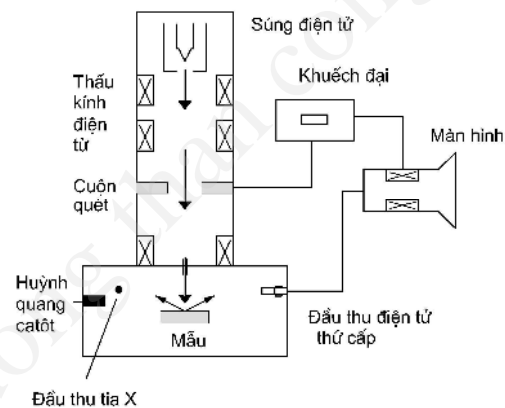 Súng điện tử
Thấu
kính
điện
từ
Khuếch đại
Màn hình
Cuộn
quét
Huỳnh
quang
catôt
Mẫu
Đầu thu điện tử
thứ cấp
Đầu thu tia X